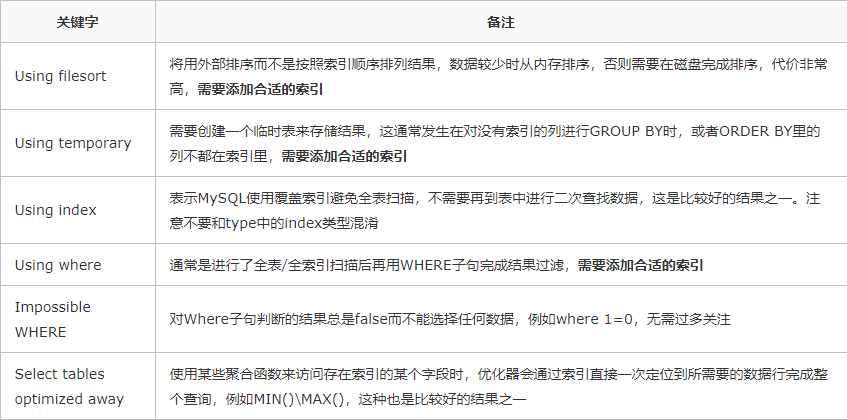 关键字
备注
Using filesort
将用外部排序而不是按照索引顺序排列结果，数据较少时从内存排序，否则需要在磁盘完成排序，代价非常
高，需要添加合适的索引
Using temporary
需要创建一个临时表来存储结果，这通常发生在对没有索引的列进行GROUP BY时，或者ORDER BY里的
列不都在索引里，需要添加合适的索引
Using index
表示MySQL使用覆盖索引避免全表扫描，不需要再到表中进行二次查找数据，这是比较好的结果之一。注
意不要和type中的index类型混淆
Using where
通常是进行了全表/全索引扫描后再用WHERE子句完成结果过滤，需要添加合适的索引
Impossible
WHERE
对Where子句判断的结果总是false而不能选择任何数据，例如where 1=0，无需过多关注
Select tables
optimized away
使用某些聚合函数来访问存在索引的某个字段时，优化器会通过索引直接一次定位到所需要的数据行完成整
个查询，例如MIN()\MAX()，这种也是比较好的结果之一